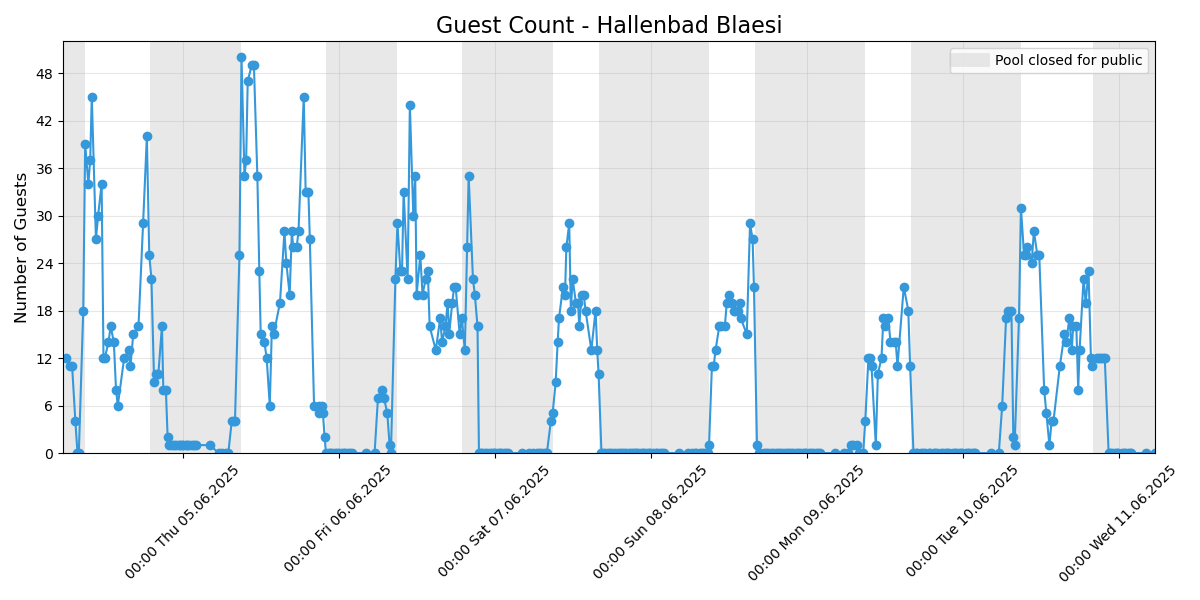 Guest Count - Hallenbad Blaesi
Pool closed for public
Number of Guests
48
42
36
30
24
18
12
6
0
00:00 Thu 05.06.2025
00:00 Fri 06.06.2025
00:00 Sat 07.06.2025
00:00 Sun 08.06.2025
00:00 Mon 09.06.2025
00:00 Tue 10.06.2025
00:00 Wed 11.06.2025